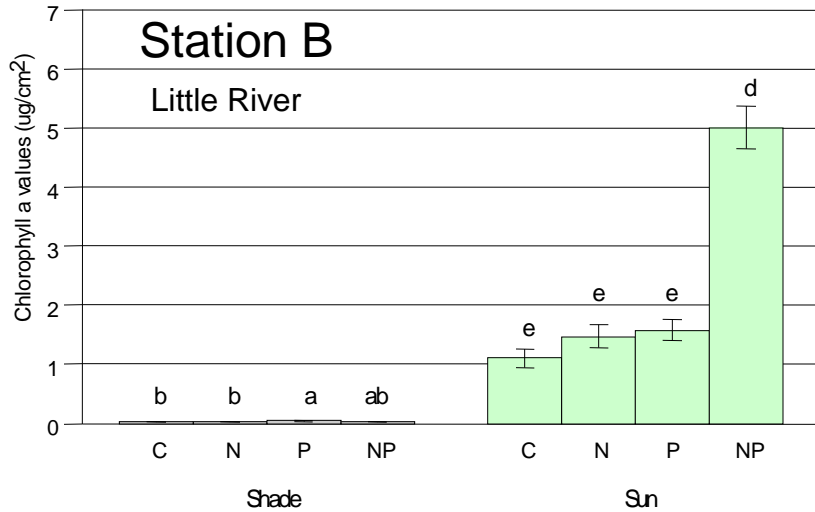 Station B
Little River
Chlorophyll a values (ug/cm2)
7
6
5
4
3
2
1
0
b b a ab e e e d
C N P NP C N P NP
Shade Sun